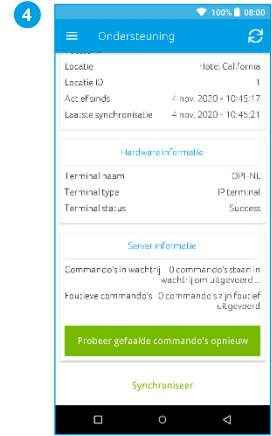 4
100% 08:00
Ondersteuning
Locatie Hotel California
Locatie ID 1
Actief sinds 4 nov. 2020 - 10:45:17
Laatste synchronisatie 4 nov. 2020 - 10:45:21
Hardware informatie
Terminal naam OPI-NL
Terminal type IP terminal
Terminal status Success
Server informatie
Commando's in wachtrij 0 commando's staan in
wachtrij om uitgevoerd ...
Foutieve commando's 0 commando's zijn foutief
uitgevoerd
Probeer gefaalde commando's opnieuw
Synchroniseer